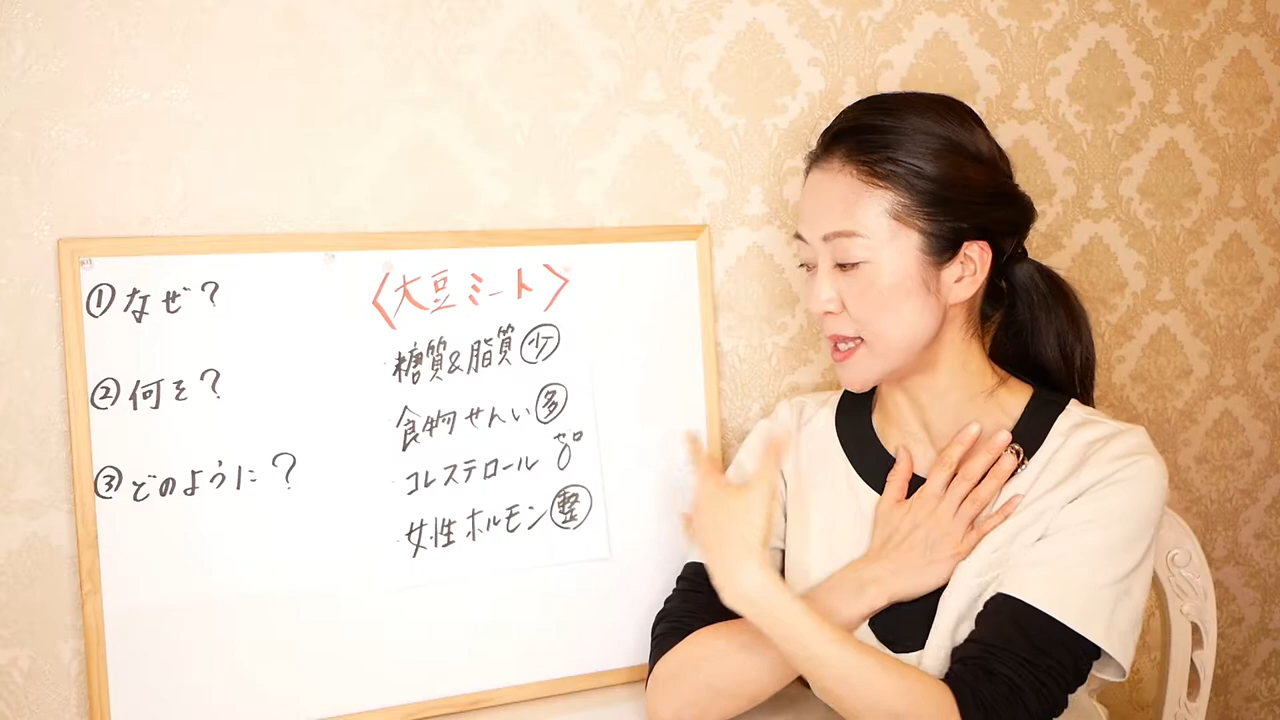 ①なぜ?
②何を?
③どのように?
〈大豆ミート〉
・糖質&脂質 少
・食物せんい 多
・コレステロール ゼロ
・女性ホルモン 整